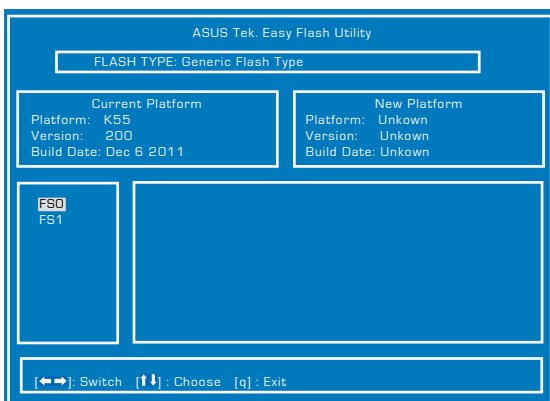 ASUS Tek. Easy Flash Utility
FLASH TYPE: Generic Flash Type
Current Platform
Platform: K55
Version: 200
Build Date: Dec 6 2011
New Platform
Platform: Unkown
Version: Unkown
Build Date: Unkown
FS0
FS1
[←→]: Switch [↑↓] : Choose [q] : Exit